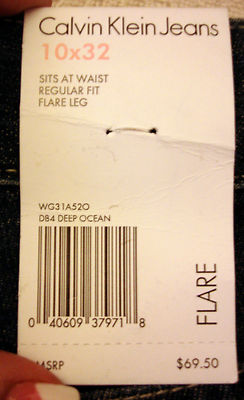 Calvin Klein Jeans
10x32
SITS AT WAIST
REGULAR FIT
FLARE LEG
WG31A52O
DB4 DEEP OCEAN
0 40609 37971 8
FLARE
MSRP $69.50